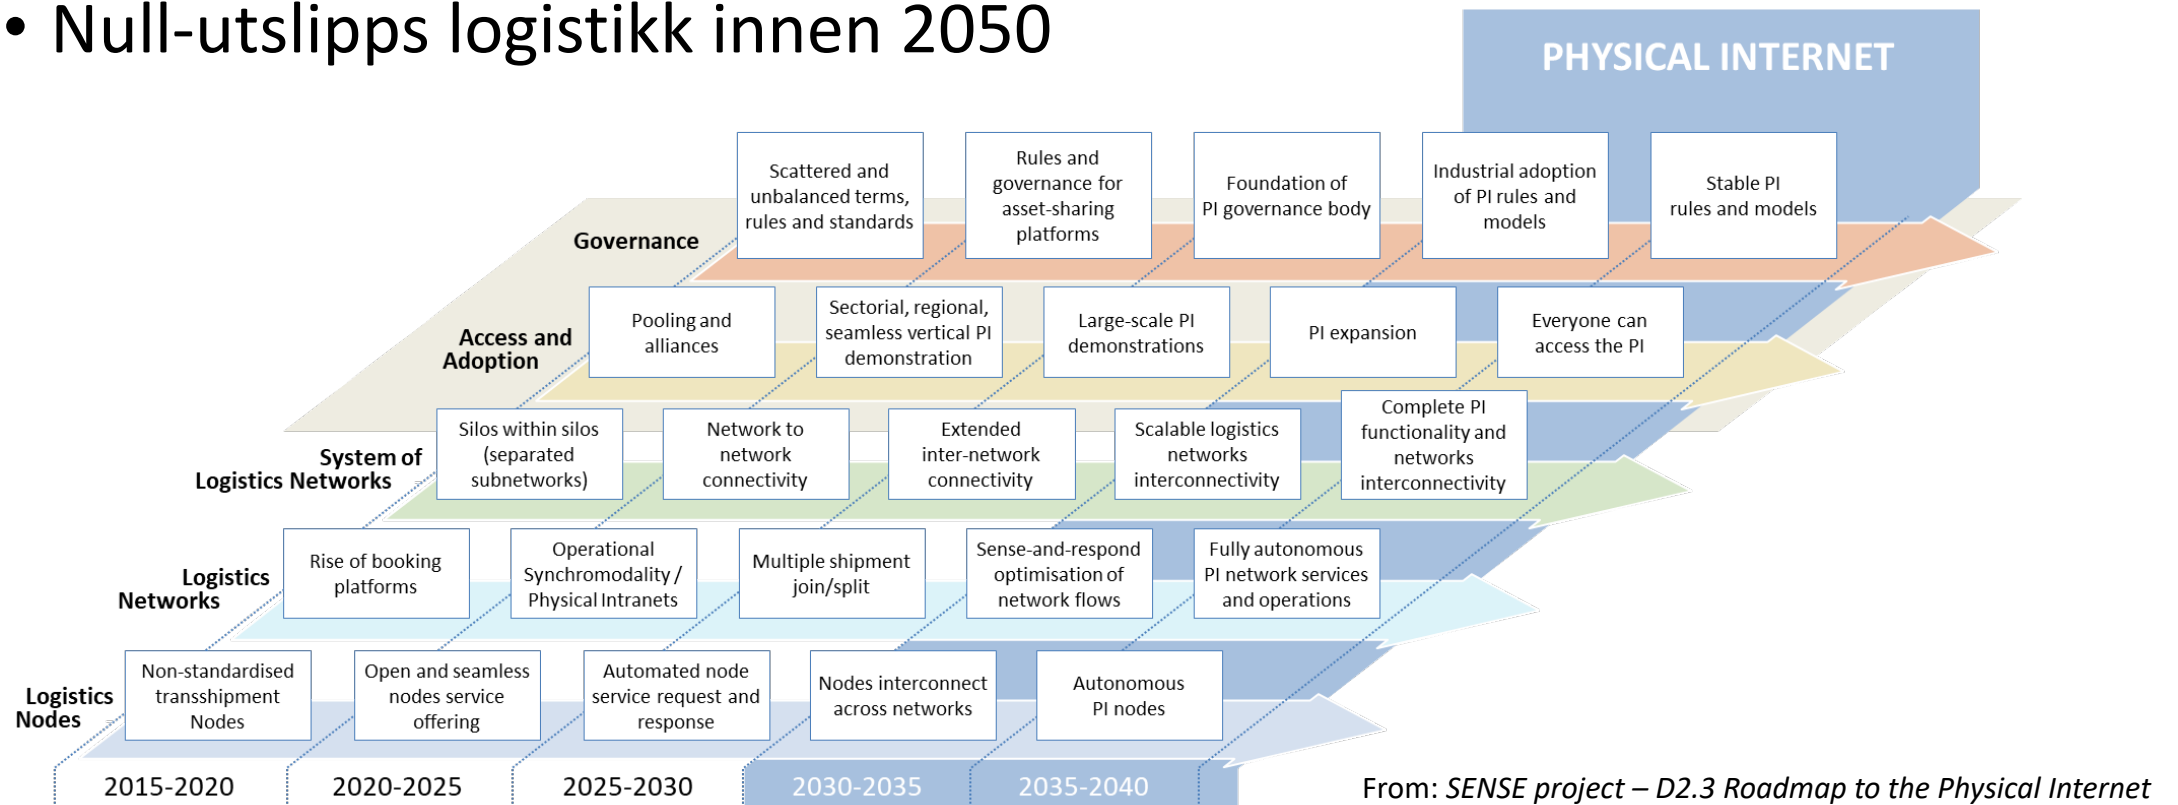 • Null-utslipps logistikk innen 2050
PHYSICAL INTERNET
Governance
Scattered and
unbalanced terms,
rules and standards
Rules and
governance for
asset-sharing
platforms
Foundation of
PI governance body
Industrial adoption
of PI rules and
models
Stable PI
rules and models
Access and
Adoption
Pooling and
alliances
Sectorial, regional,
seamless vertical PI
demonstration
Large-scale PI
demonstrations
PI expansion
Everyone can
access the PI
System of
Logistics Networks
Silos within silos
(separated
subnetworks)
Network to
network
connectivity
Extended
inter-network
connectivity
Scalable logistics
networks
interconnectivity
Complete PI
functionality and
networks
interconnectivity
Logistics
Networks
Rise of booking
platforms
Operational
Synchromodality /
Physical Intranets
Multiple shipment
join/split
Sense-and-respond
optimisation of
network flows
Fully autonomous
PI network services
and operations
Logistics
Nodes
Non-standardised
transshipment
Nodes
Open and seamless
nodes service
offering
Automated node
service request and
response
Nodes interconnect
across networks
Autonomous
PI nodes
2015-2020
2020-2025
2025-2030
2030-2035
2035-2040
From: SENSE project – D2.3 Roadmap to the Physical Internet